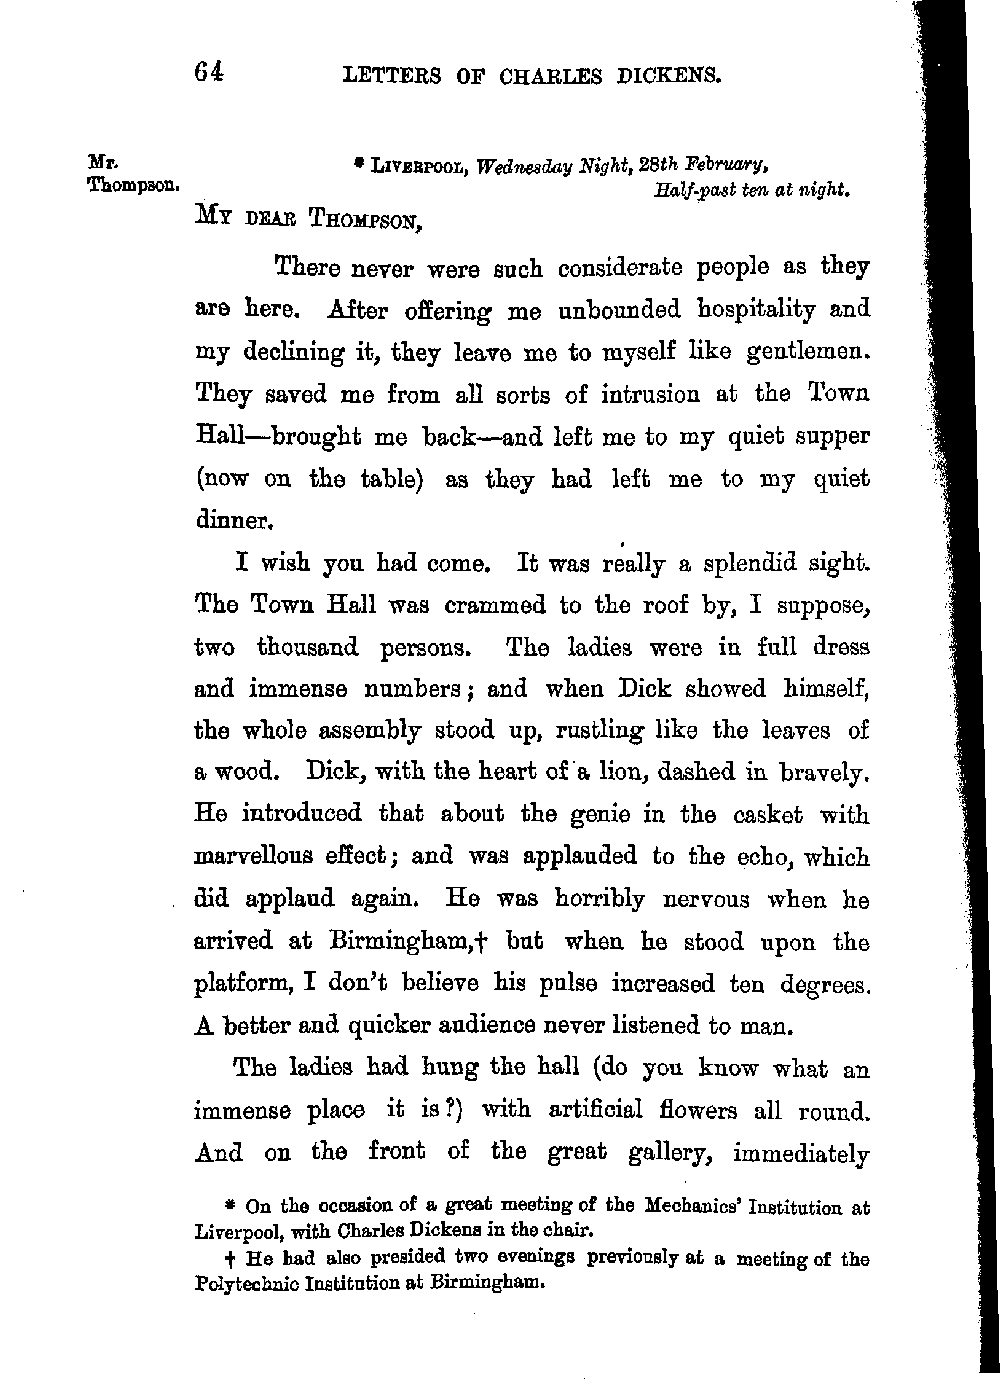 64 LETTERS OF CHARLES DICKENS.
Mr.
Thompson.
* LIVERPOOL, Wednesday Night, 28th February,
Half-past ten at night.
MY DEAR THOMPSON,
There never were such considerate people as they
are here. After offering me unbounded hospitality and
my declining it, they leave me to myself like gentlemen.
They saved me from all sorts of intrusion at the Town
Hall—brought me back—and left me to my quiet supper
(now on the table) as they had left me to my quiet
dinner.
I wish you had come. It was really a splendid sight.
The Town Hall was crammed to the roof by, I suppose,
two thousand persons. The ladies were in full dress
and immense numbers; and when Dick showed himself,
the whole assembly stood up, rustling like the leaves of
a wood. Dick, with the heart of a lion, dashed in bravely.
He introduced that about the genie in the casket with
marvellous effect; and was applauded to the echo, which
did applaud again. He was horribly nervous when he
arrived at Birmingham,† but when he stood upon the
platform, I don't believe his pulse increased ten degrees.
A better and quicker audience never listened to man.
The ladies had hung the hall (do you know what an
immense place it is?) with artificial flowers all round.
And on the front of the great gallery, immediately
* On the occasion of a great meeting of the Mechanics' Institution at
Liverpool, with Charles Dickens in the chair.
† He had also presided two evenings previously at a meeting of the
Polytechnic Institution at Birmingham.